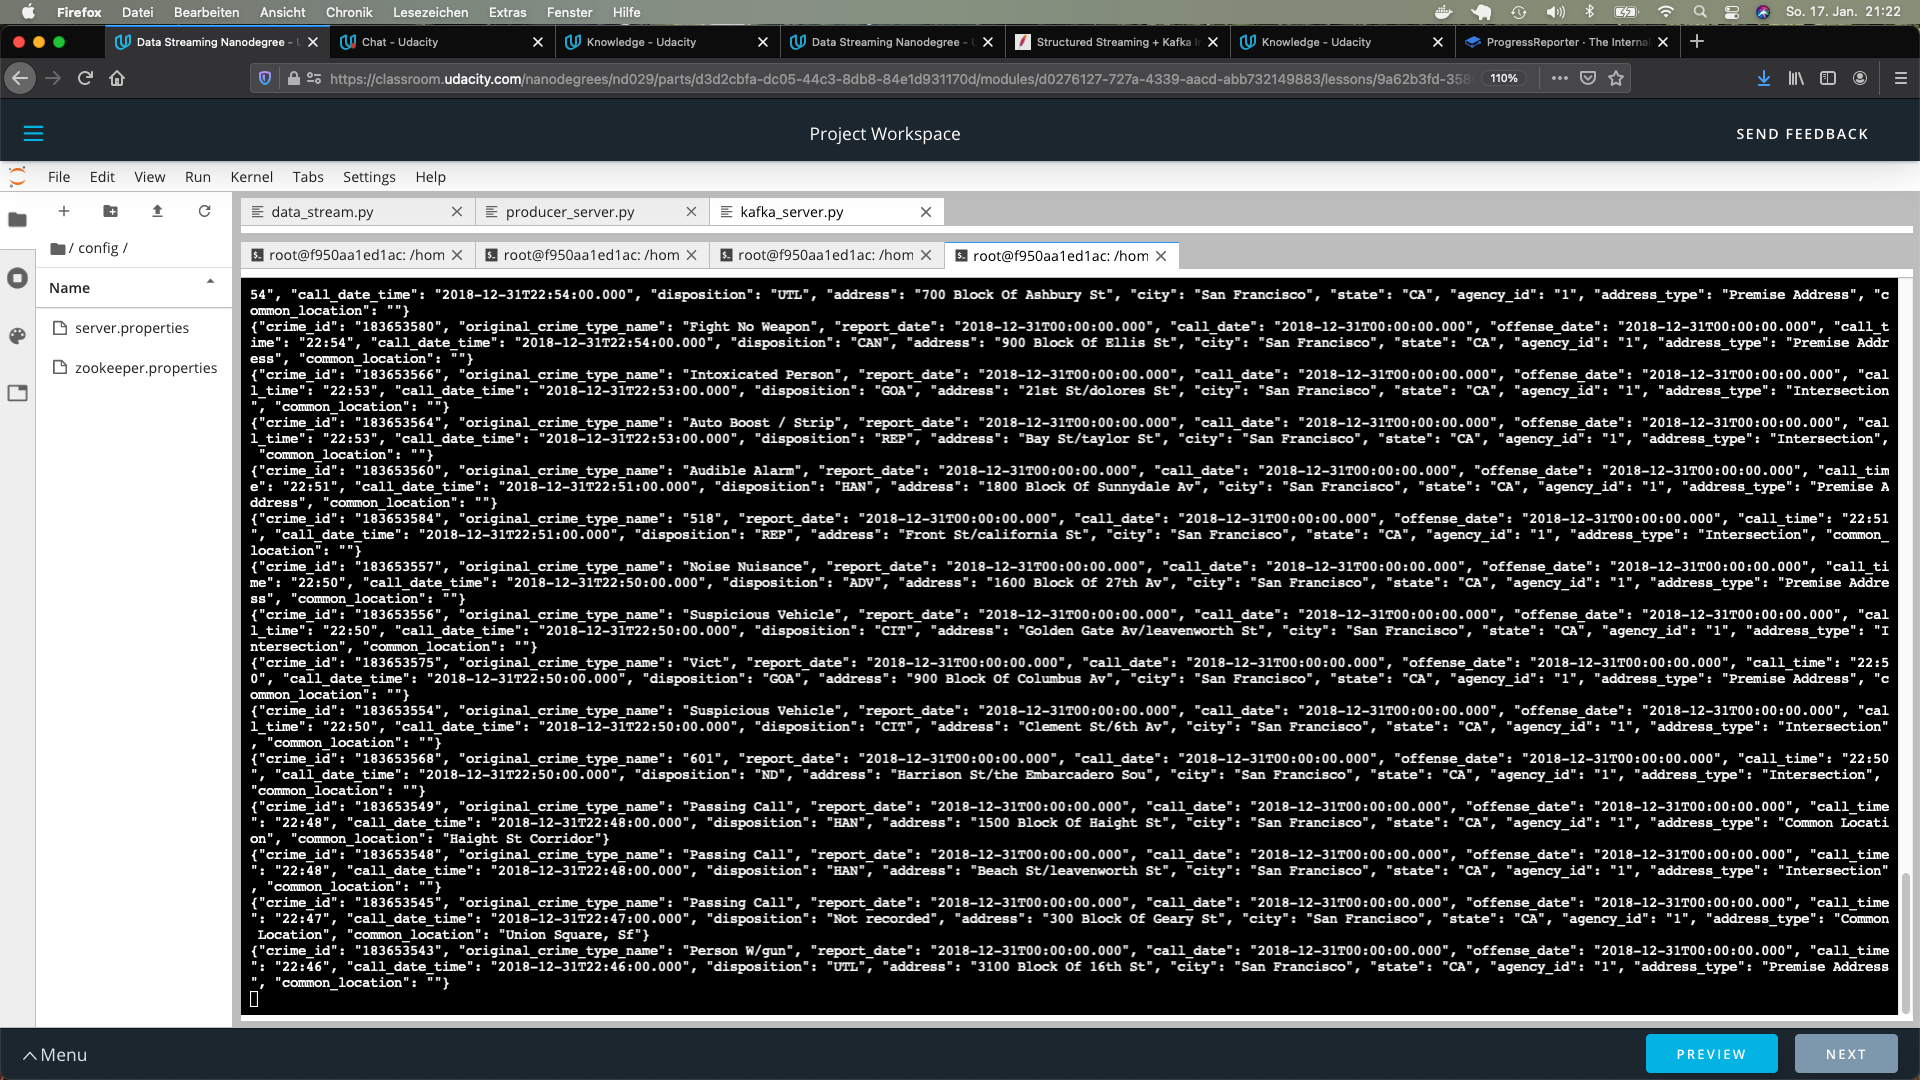 Firefox Datei Bearbeiten Ansicht Chronik Lesezeichen Extras Fenster Hilfe So. 17. Jan. 21:22
Data Streaming Nanodegree - U Chat - Udacity Knowledge - Udacity Data Streaming Nanodegree - U Structured Streaming + Kafka I Knowledge - Udacity ProgressReporter · The Interna
https://classroom.udacity.com/nanodegrees/nd029/parts/d3d2cbfa-dc05-44c3-8db8-84e1d931170d/modules/d0276127-727a-4339-aacd-abb732149883/lessons/9a62b3fd-358 110%
Project Workspace SEND FEEDBACK
File Edit View Run Kernel Tabs Settings Help
data_stream.py producer_server.py kafka_server.py
/ config /
root@f950aa1ed1ac: /hom root@f950aa1ed1ac: /hom root@f950aa1ed1ac: /hom root@f950aa1ed1ac: /hom
Name
server.properties
zookeeper.properties
54", "call_date_time": "2018-12-31T22:54:00.000", "disposition": "UTL", "address": "700 Block Of Ashbury St", "city": "San Francisco", "state": "CA", "agency_id": "1", "address_type": "Premise Address", "c
ommon_location": ""}
{"crime_id": "183653580", "original_crime_type_name": "Fight No Weapon", "report_date": "2018-12-31T00:00:00.000", "call_date": "2018-12-31T00:00:00.000", "offense_date": "2018-12-31T00:00:00.000", "call_t
ime": "22:54", "call_date_time": "2018-12-31T22:54:00.000", "disposition": "CAN", "address": "900 Block Of Ellis St", "city": "San Francisco", "state": "CA", "agency_id": "1", "address_type": "Premise Addr
ess", "common_location": ""}
{"crime_id": "183653566", "original_crime_type_name": "Intoxicated Person", "report_date": "2018-12-31T00:00:00.000", "call_date": "2018-12-31T00:00:00.000", "offense_date": "2018-12-31T00:00:00.000", "cal
l_time": "22:53", "call_date_time": "2018-12-31T22:53:00.000", "disposition": "GOA", "address": "21st St/dolores St", "city": "San Francisco", "state": "CA", "agency_id": "1", "address_type": "Intersection
", "common_location": ""}
{"crime_id": "183653564", "original_crime_type_name": "Auto Boost / Strip", "report_date": "2018-12-31T00:00:00.000", "call_date": "2018-12-31T00:00:00.000", "offense_date": "2018-12-31T00:00:00.000", "cal
l_time": "22:53", "call_date_time": "2018-12-31T22:53:00.000", "disposition": "REP", "address": "Bay St/taylor St", "city": "San Francisco", "state": "CA", "agency_id": "1", "address_type": "Intersection",
"common_location": ""}
{"crime_id": "183653560", "original_crime_type_name": "Audible Alarm", "report_date": "2018-12-31T00:00:00.000", "call_date": "2018-12-31T00:00:00.000", "offense_date": "2018-12-31T00:00:00.000", "call_tim
e": "22:51", "call_date_time": "2018-12-31T22:51:00.000", "disposition": "HAN", "address": "1800 Block Of Sunnydale Av", "city": "San Francisco", "state": "CA", "agency_id": "1", "address_type": "Premise A
ddress", "common_location": ""}
{"crime_id": "183653584", "original_crime_type_name": "518", "report_date": "2018-12-31T00:00:00.000", "call_date": "2018-12-31T00:00:00.000", "offense_date": "2018-12-31T00:00:00.000", "call_time": "22:51
", "call_date_time": "2018-12-31T22:51:00.000", "disposition": "REP", "address": "Front St/california St", "city": "San Francisco", "state": "CA", "agency_id": "1", "address_type": "Intersection", "common_
location": ""}
{"crime_id": "183653557", "original_crime_type_name": "Noise Nuisance", "report_date": "2018-12-31T00:00:00.000", "call_date": "2018-12-31T00:00:00.000", "offense_date": "2018-12-31T00:00:00.000", "call_ti
me": "22:50", "call_date_time": "2018-12-31T22:50:00.000", "disposition": "ADV", "address": "1600 Block Of 27th Av", "city": "San Francisco", "state": "CA", "agency_id": "1", "address_type": "Premise Addre
ss", "common_location": ""}
{"crime_id": "183653556", "original_crime_type_name": "Suspicious Vehicle", "report_date": "2018-12-31T00:00:00.000", "call_date": "2018-12-31T00:00:00.000", "offense_date": "2018-12-31T00:00:00.000", "cal
l_time": "22:50", "call_date_time": "2018-12-31T22:50:00.000", "disposition": "CIT", "address": "Golden Gate Av/leavenworth St", "city": "San Francisco", "state": "CA", "agency_id": "1", "address_type": "I
ntersection", "common_location": ""}
{"crime_id": "183653575", "original_crime_type_name": "Vict", "report_date": "2018-12-31T00:00:00.000", "call_date": "2018-12-31T00:00:00.000", "offense_date": "2018-12-31T00:00:00.000", "call_time": "22:5
0", "call_date_time": "2018-12-31T22:50:00.000", "disposition": "GOA", "address": "900 Block Of Columbus Av", "city": "San Francisco", "state": "CA", "agency_id": "1", "address_type": "Premise Address", "c
ommon_location": ""}
{"crime_id": "183653554", "original_crime_type_name": "Suspicious Vehicle", "report_date": "2018-12-31T00:00:00.000", "call_date": "2018-12-31T00:00:00.000", "offense_date": "2018-12-31T00:00:00.000", "cal
l_time": "22:50", "call_date_time": "2018-12-31T22:50:00.000", "disposition": "CIT", "address": "Clement St/6th Av", "city": "San Francisco", "state": "CA", "agency_id": "1", "address_type": "Intersection"
, "common_location": ""}
{"crime_id": "183653568", "original_crime_type_name": "601", "report_date": "2018-12-31T00:00:00.000", "call_date": "2018-12-31T00:00:00.000", "offense_date": "2018-12-31T00:00:00.000", "call_time": "22:50
", "call_date_time": "2018-12-31T22:50:00.000", "disposition": "ND", "address": "Harrison St/the Embarcadero Sou", "city": "San Francisco", "state": "CA", "agency_id": "1", "address_type": "Intersection",
"common_location": ""}
{"crime_id": "183653549", "original_crime_type_name": "Passing Call", "report_date": "2018-12-31T00:00:00.000", "call_date": "2018-12-31T00:00:00.000", "offense_date": "2018-12-31T00:00:00.000", "call_time
": "22:48", "call_date_time": "2018-12-31T22:48:00.000", "disposition": "HAN", "address": "1500 Block Of Haight St", "city": "San Francisco", "state": "CA", "agency_id": "1", "address_type": "Common Locati
on", "common_location": "Haight St Corridor"}
{"crime_id": "183653548", "original_crime_type_name": "Passing Call", "report_date": "2018-12-31T00:00:00.000", "call_date": "2018-12-31T00:00:00.000", "offense_date": "2018-12-31T00:00:00.000", "call_time
": "22:48", "call_date_time": "2018-12-31T22:48:00.000", "disposition": "HAN", "address": "Beach St/leavenworth St", "city": "San Francisco", "state": "CA", "agency_id": "1", "address_type": "Intersection"
, "common_location": ""}
{"crime_id": "183653545", "original_crime_type_name": "Passing Call", "report_date": "2018-12-31T00:00:00.000", "call_date": "2018-12-31T00:00:00.000", "offense_date": "2018-12-31T00:00:00.000", "call_time
": "22:47", "call_date_time": "2018-12-31T22:47:00.000", "disposition": "Not recorded", "address": "300 Block Of Geary St", "city": "San Francisco", "state": "CA", "agency_id": "1", "address_type": "Common
Location", "common_location": "Union Square, Sf"}
{"crime_id": "183653543", "original_crime_type_name": "Person W/gun", "report_date": "2018-12-31T00:00:00.000", "call_date": "2018-12-31T00:00:00.000", "offense_date": "2018-12-31T00:00:00.000", "call_time
": "22:46", "call_date_time": "2018-12-31T22:46:00.000", "disposition": "UTL", "address": "3100 Block Of 16th St", "city": "San Francisco", "state": "CA", "agency_id": "1", "address_type": "Premise Address
", "common_location": ""}
Menu PREVIEW NEXT